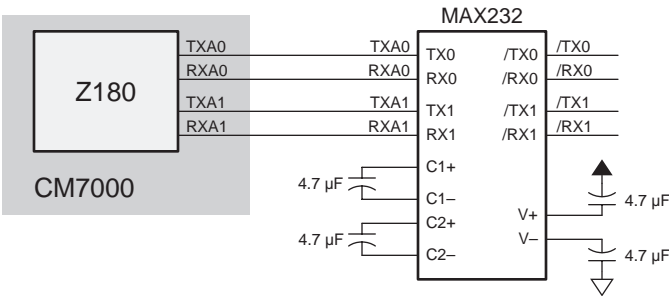 MAX232
TXA0 TXA0 TX0 /TX0 /TX0
RXA0 RXA0 RX0 /RX0 /RX0
Z180
TXA1 TXA1 TX1 /TX1 /TX1
RXA1 RXA1 RX1 /RX1 /RX1
C1+
CM7000
4.7 µF
C1–
4.7 µF
C2+
V+
4.7 µF
V–
C2–
4.7 µF